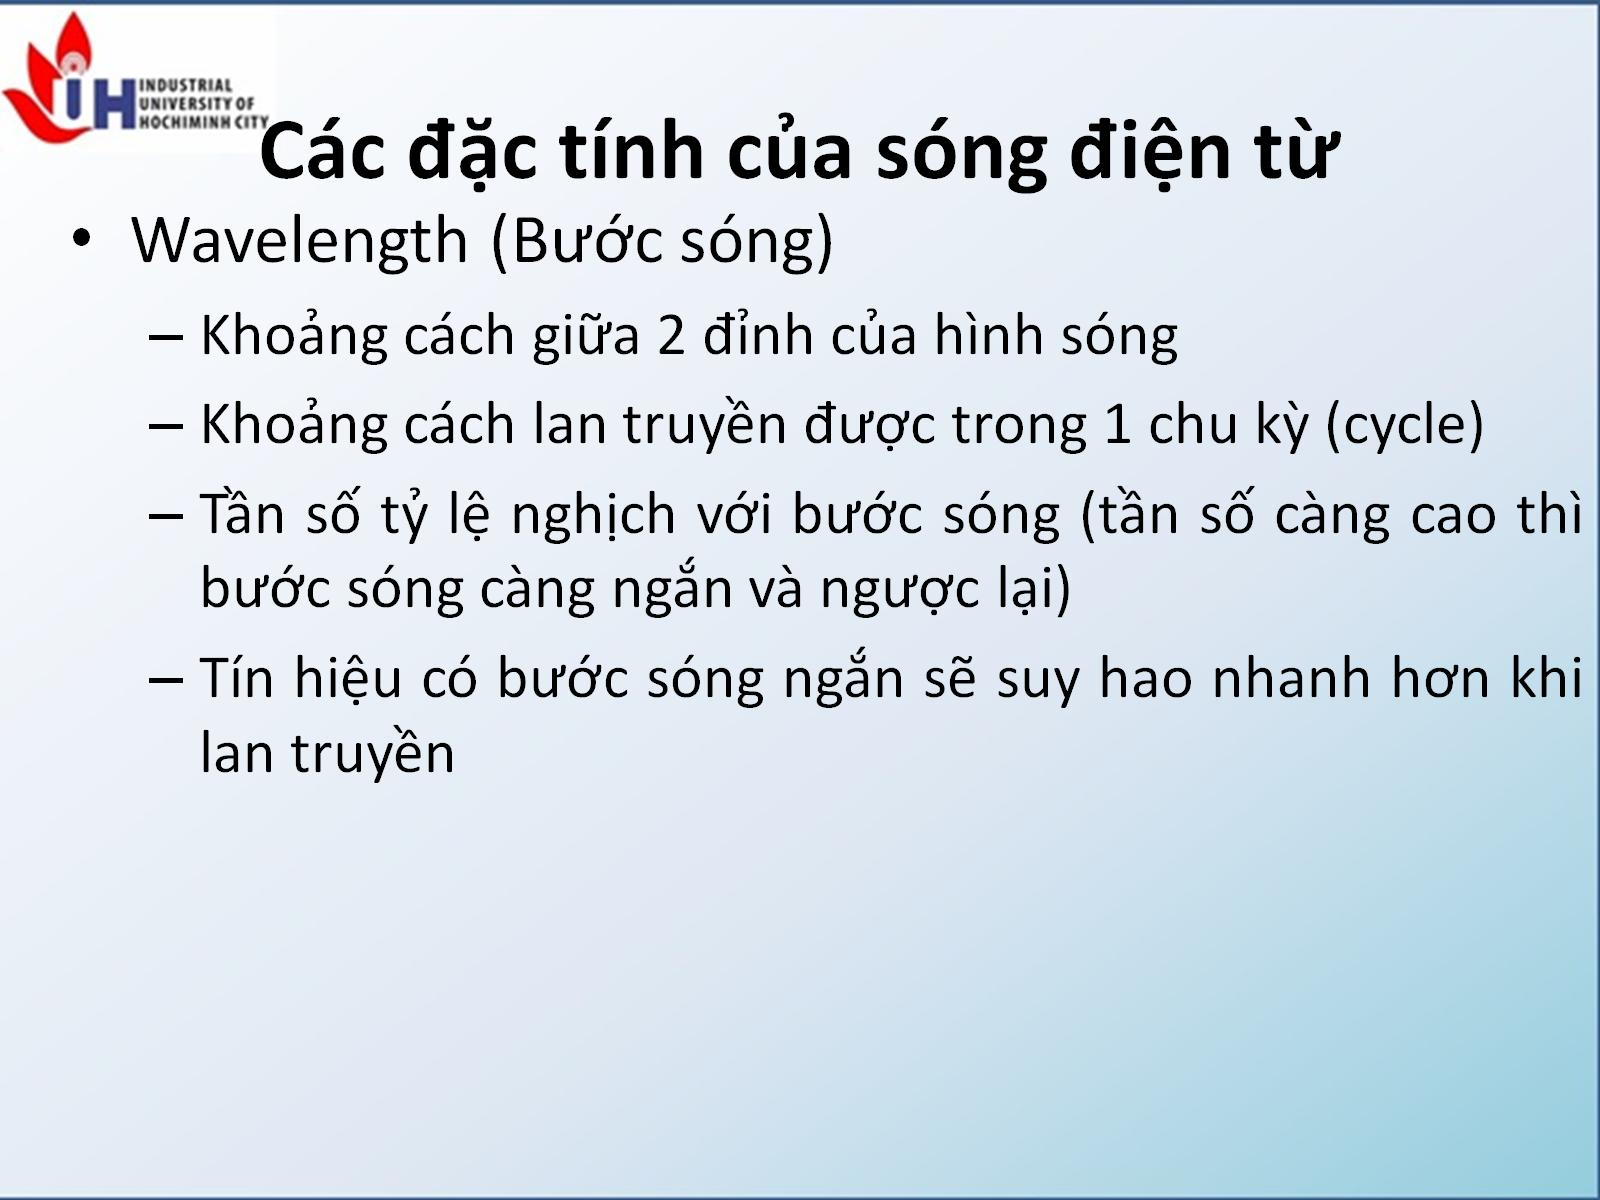 INDUSTRIAL
UNIVERSITY OF
HOCHIMINH CITY
Các đặc tính của sóng điện từ
• Wavelength (Bước sóng)
– Khoảng cách giữa 2 đỉnh của hình sóng
– Khoảng cách lan truyền được trong 1 chu kỳ (cycle)
– Tần số tỷ lệ nghịch với bước sóng (tần số càng cao thì
bước sóng càng ngắn và ngược lại)
– Tín hiệu có bước sóng ngắn sẽ suy hao nhanh hơn khi
lan truyền